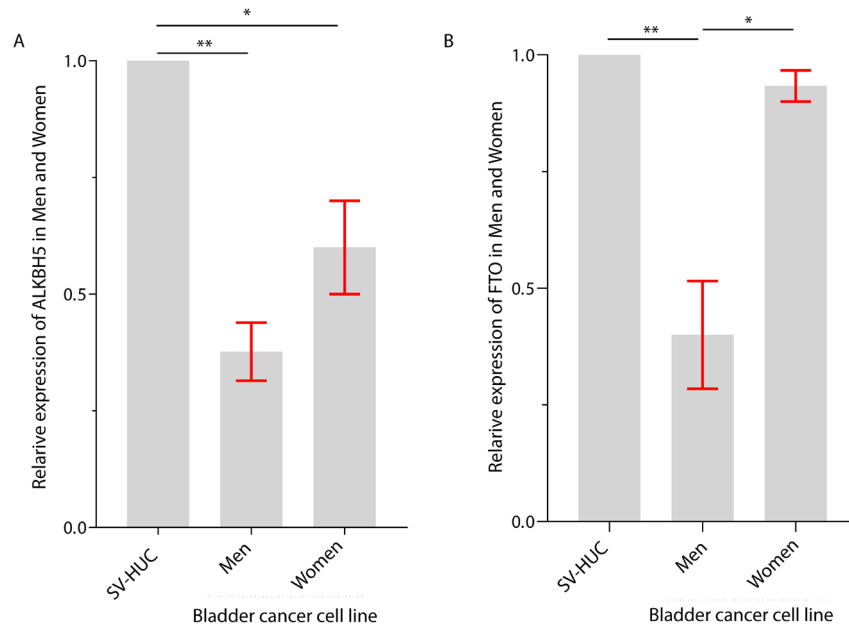 A
*
**
Relarive expression of ALKBH5 in Men and Women
1.0
0.5
0.0
SV-HUC
Men
Women
Bladder cancer cell line
B
**
*
Relarive expression of FTO in Men and Women
1.0
0.5
0.0
SV-HUC
Men
Women
Bladder cancer cell line